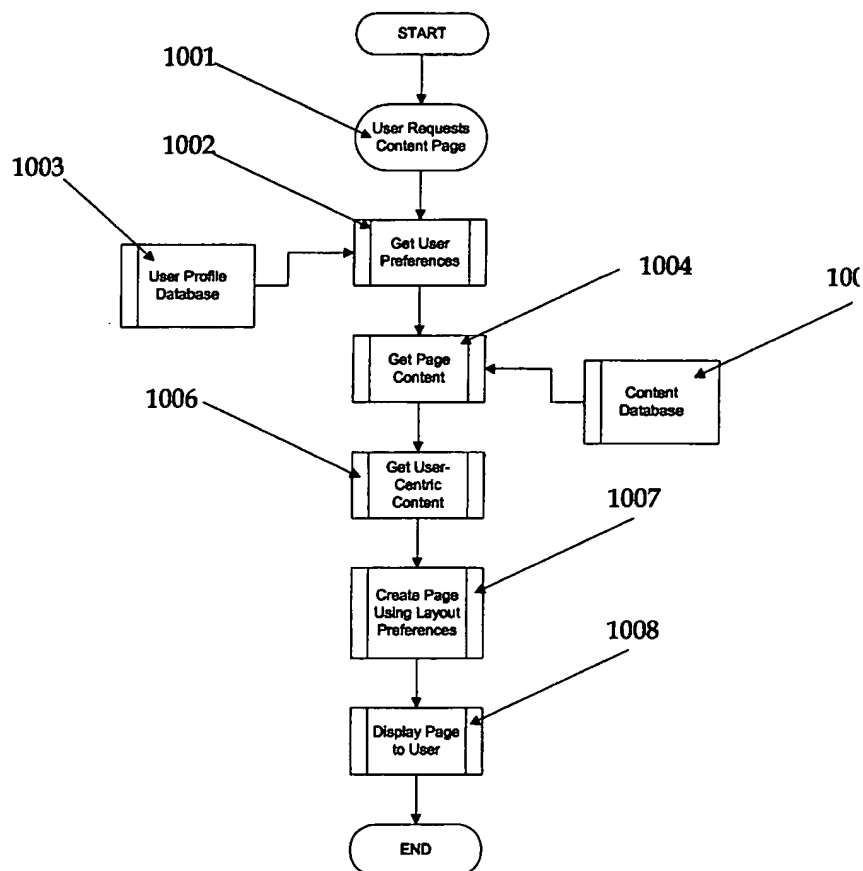 START
1001
User Requests
Content Page
1002
1003
Get User
Preferences
User Profile
Database
1004
Get Page
Content
Content
Database
1006
Get User-
Centric
Content
1007
Create Page
Using Layout
Preferences
1008
Display Page
to User
END